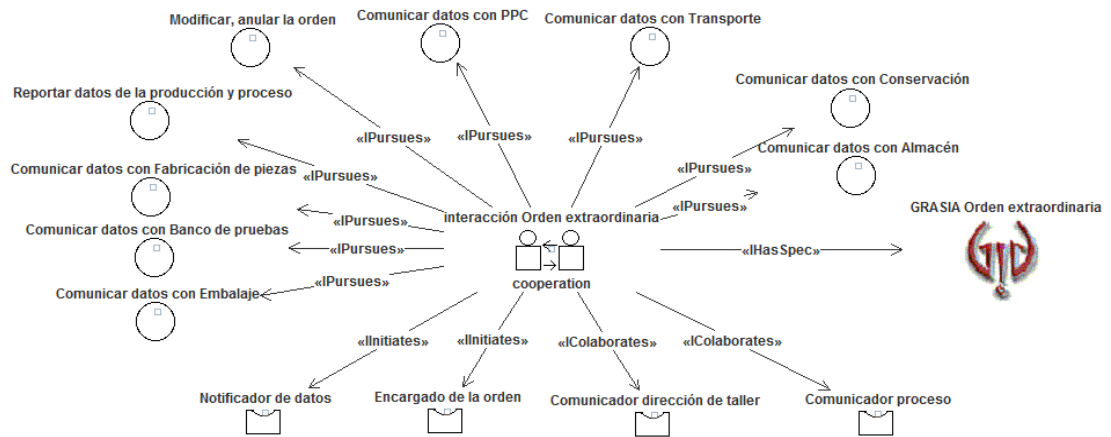 Modificar, anular la orden
Comunicar datos con PPC
Comunicar datos con Transporte
Reportar datos de la producción y proceso
Comunicar datos con Conservación
«IPursues»
«IPursues»
«IPursues»
«IPursues»
Comunicar datos con Almacén
Comunicar datos con Fabricación de piezas
«IPursues»
«IPursues»
GRASIA Orden extraordinaria
interacción Orden extraordinaria
«IPursues»
«IPursues»
Comunicar datos con Banco de pruebas
«IPursues»
«IHasSpec»
Comunicar datos con Embalaje
«IPursues»
cooperation
«IInitiates»
«IInitiates»
«IColaborates»
«IColaborates»
Notificador de datos
Encargado de la orden
Comunicador dirección de taller
Comunicador proceso